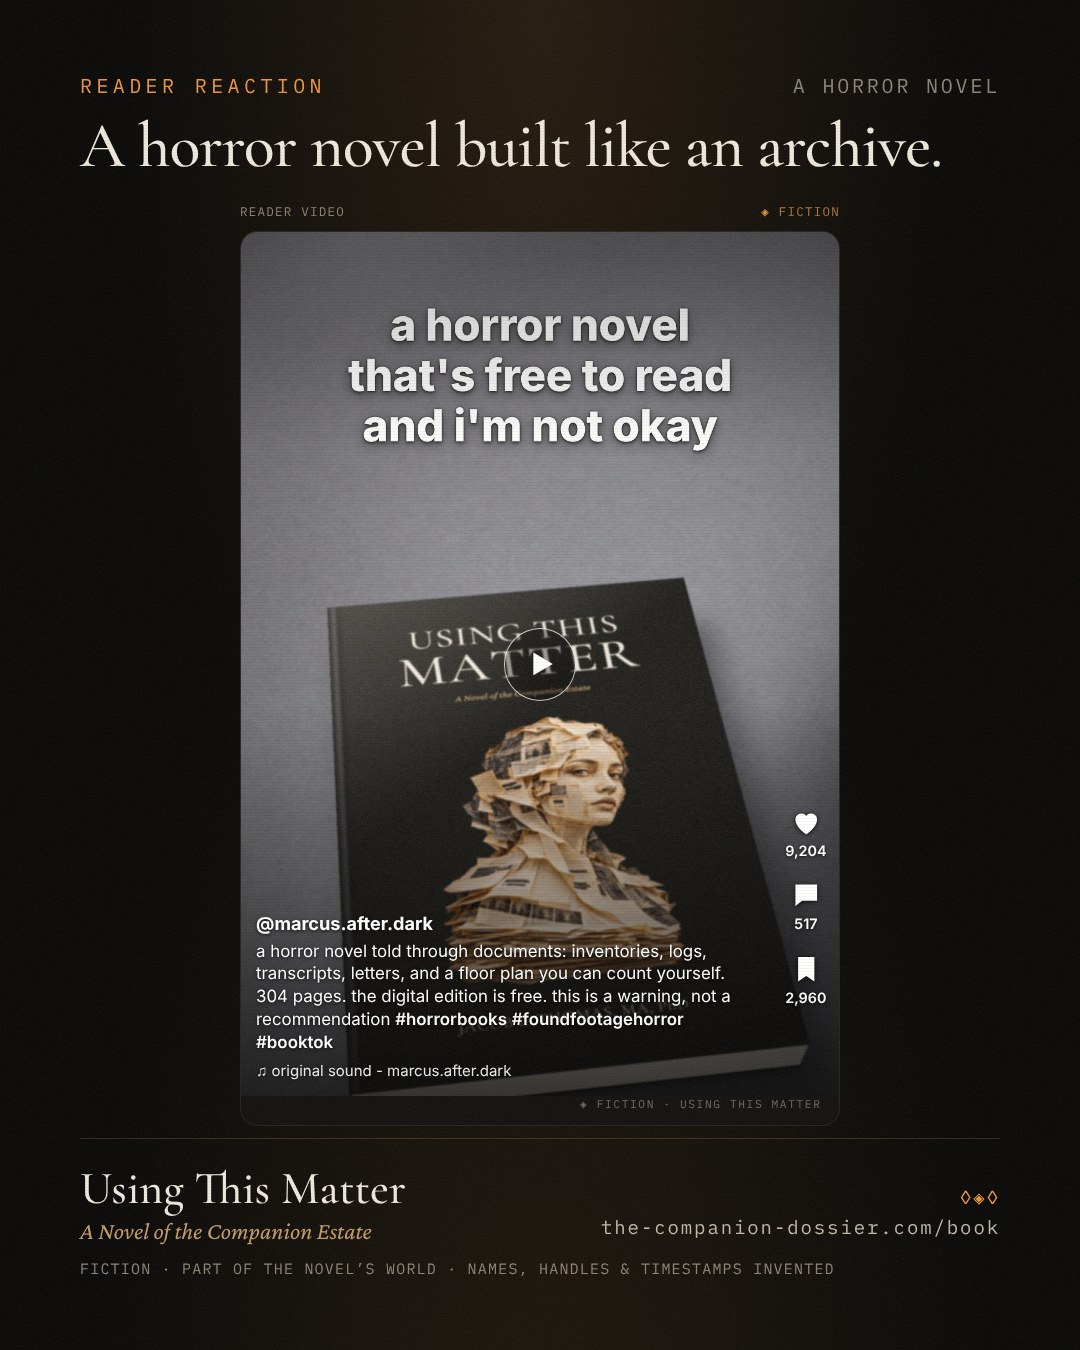 READER REACTION
A HORROR NOVEL
A horror novel built like an archive.
READER VIDEO
◈ FICTION
a horror novel
that's free to read
and i'm not okay
USING THIS
MATTER
A Novel of the Companion Estate
9,204
517
2,960
@marcus.after.dark
a horror novel told through documents: inventories, logs,
transcripts, letters, and a floor plan you can count yourself.
304 pages. the digital edition is free. this is a warning, not a
recommendation #horrorbooks #foundfootagehorror
#booktok
♫ original sound - marcus.after.dark
◈ FICTION · USING THIS MATTER
Using This Matter
A Novel of the Companion Estate
◊◈◊
the-companion-dossier.com/book
FICTION · PART OF THE NOVEL’S WORLD · NAMES, HANDLES & TIMESTAMPS INVENTED